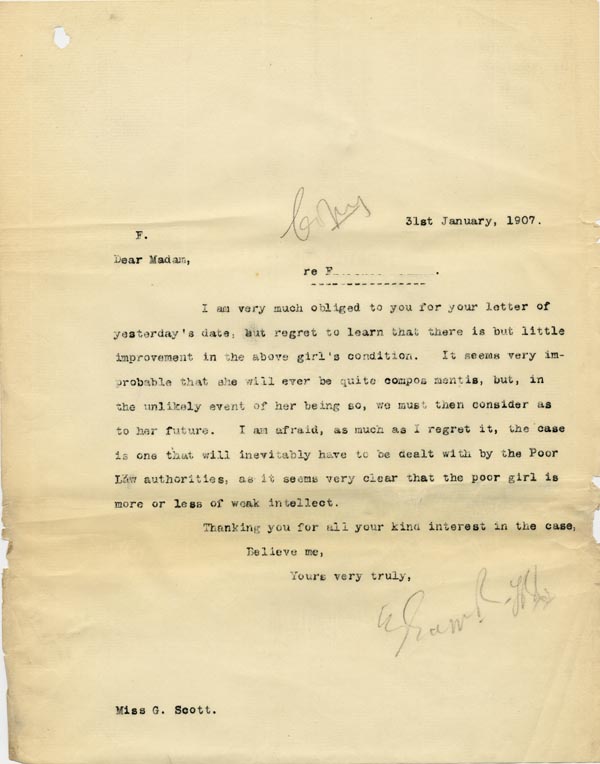 Copy
31st January, 1907.
F.
Dear Madam,
re F__________ _________.
I am very much obliged to you for your letter of
yesterday's date, but regret to learn that there is but little
improvement in the above girl's condition. It seems very im-
probable that she will ever be quite compos mentis, but, in
the unlikely event of her being so, we must then consider as
to her future. I am afraid, as much as I regret it, the case
is one that will inevitably have to be dealt with by the Poor
Law authorities, as it seems very clear that the poor girl is
more or less of weak intellect.
Thanking you for all your kind interest in the case,
Believe me,
Yours very truly,
Miss G. Scott.